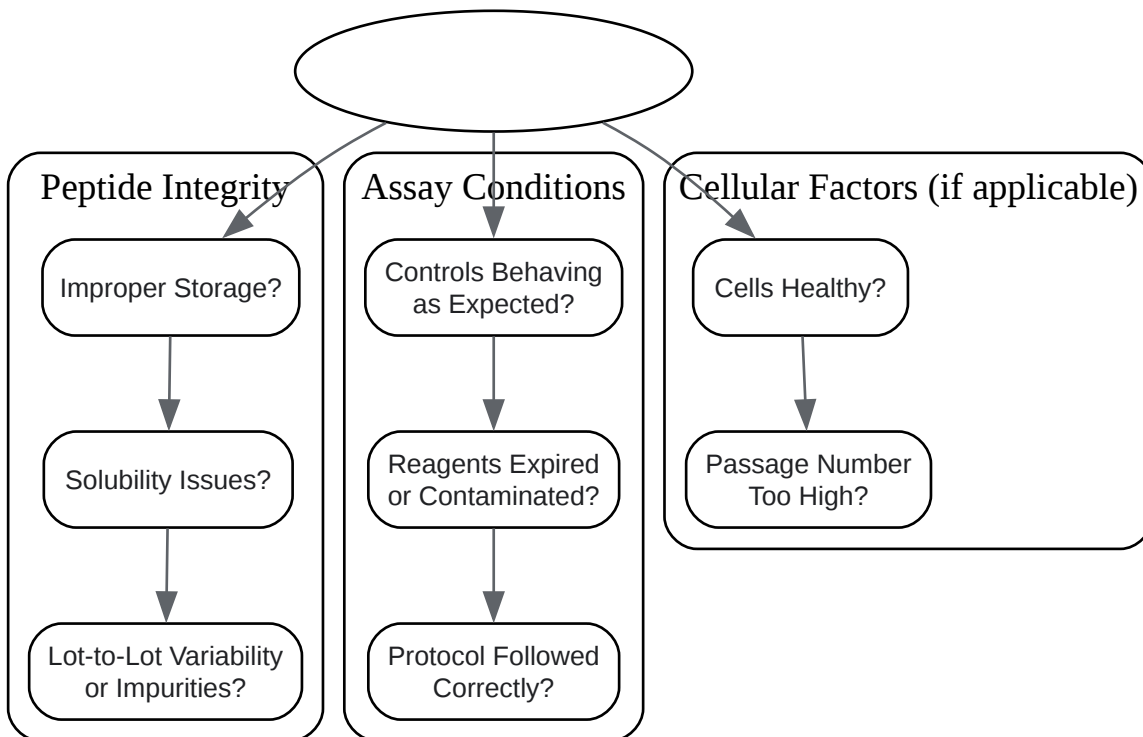 Peptide Integrity
Improper Storage?
Solubility Issues?
Lot-to-Lot Variability
or Impurities?
Assay Conditions
Controls Behaving
as Expected?
Reagents Expired
or Contaminated?
Protocol Followed
Correctly?
Cellular Factors (if applicable)
Cells Healthy?
Passage Number
Too High?